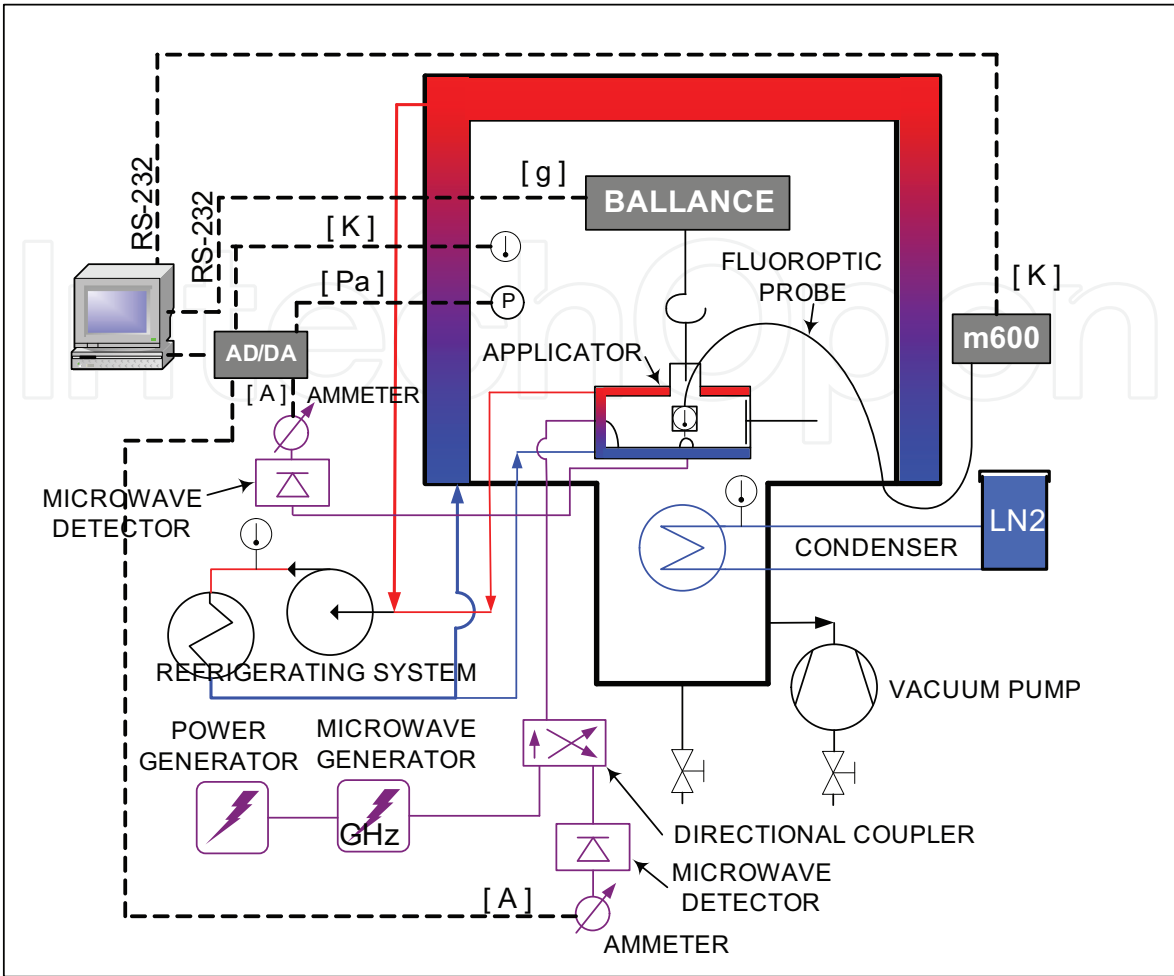 RS-232
RS-232
[ g ]
BALLANCE
[ K ]
FLUOROPTIC
PROBE
[ K ]
[ Pa ]
P
m600
AD/DA
APPLICATOR
[ A ]
AMMETER
MICROWAVE
DETECTOR
LN2
CONDENSER
REFRIGERATING SYSTEM
VACUUM PUMP
POWER
GENERATOR
MICROWAVE
GENERATOR
GHz
DIRECTIONAL COUPLER
MICROWAVE
DETECTOR
[ A ]
AMMETER
IntechOpen